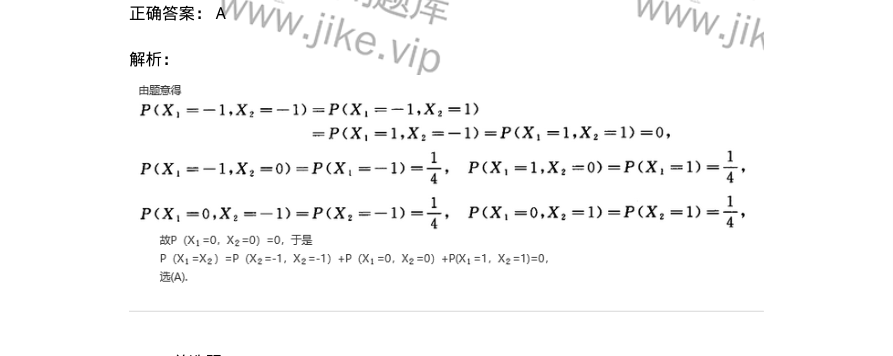 正确答案： A
www.jike.vip
题库
www.jik
解析：
由题意得
P(X₁=-1,X₂=-1)=P(X₁=-1,X₂=1)
=P(X₁=1,X₂=-1)=P(X₁=1,X₂=1)=0,
P(X₁=-1,X₂=0)=P(X₁=-1)=1/4, P(X₁=1,X₂=0)=P(X₁=1)=1/4,
P(X₁=0,X₂=-1)=P(X₂=-1)=1/4, P(X₁=0,X₂=1)=P(X₂=1)=1/4,
故P（X₁=0，X₂=0）=0，于是
P（X₁=X₂）=P（X₂=-1，X₂=-1）+P（X₁=0，X₂=0）+P(X₁=1，X₂=1)=0，
选(A).